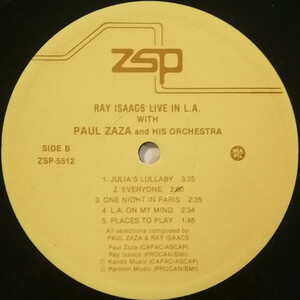 zsp
RAY ISAACS LIVE IN L.A.
WITH
PAUL ZAZA and HIS ORCHESTRA
SIDE B
ZSP-5512
1. JULIA'S LULLABY 3:25
2. EVERYONE
3. ONE NIGHT IN PARIS 2:35
4. L.A. ON MY MIND 2:34
5. PLACES TO PLAY 1:46
All selections composed by:
PAUL ZAZA & RAY ISAACS
Paul Zaza (CAPAC/ASCAP)
Ray Isaack (PROCAN/BMI)
Kanda Music (CAPAC/ASCAP)
Music (PROCAN/BMI)